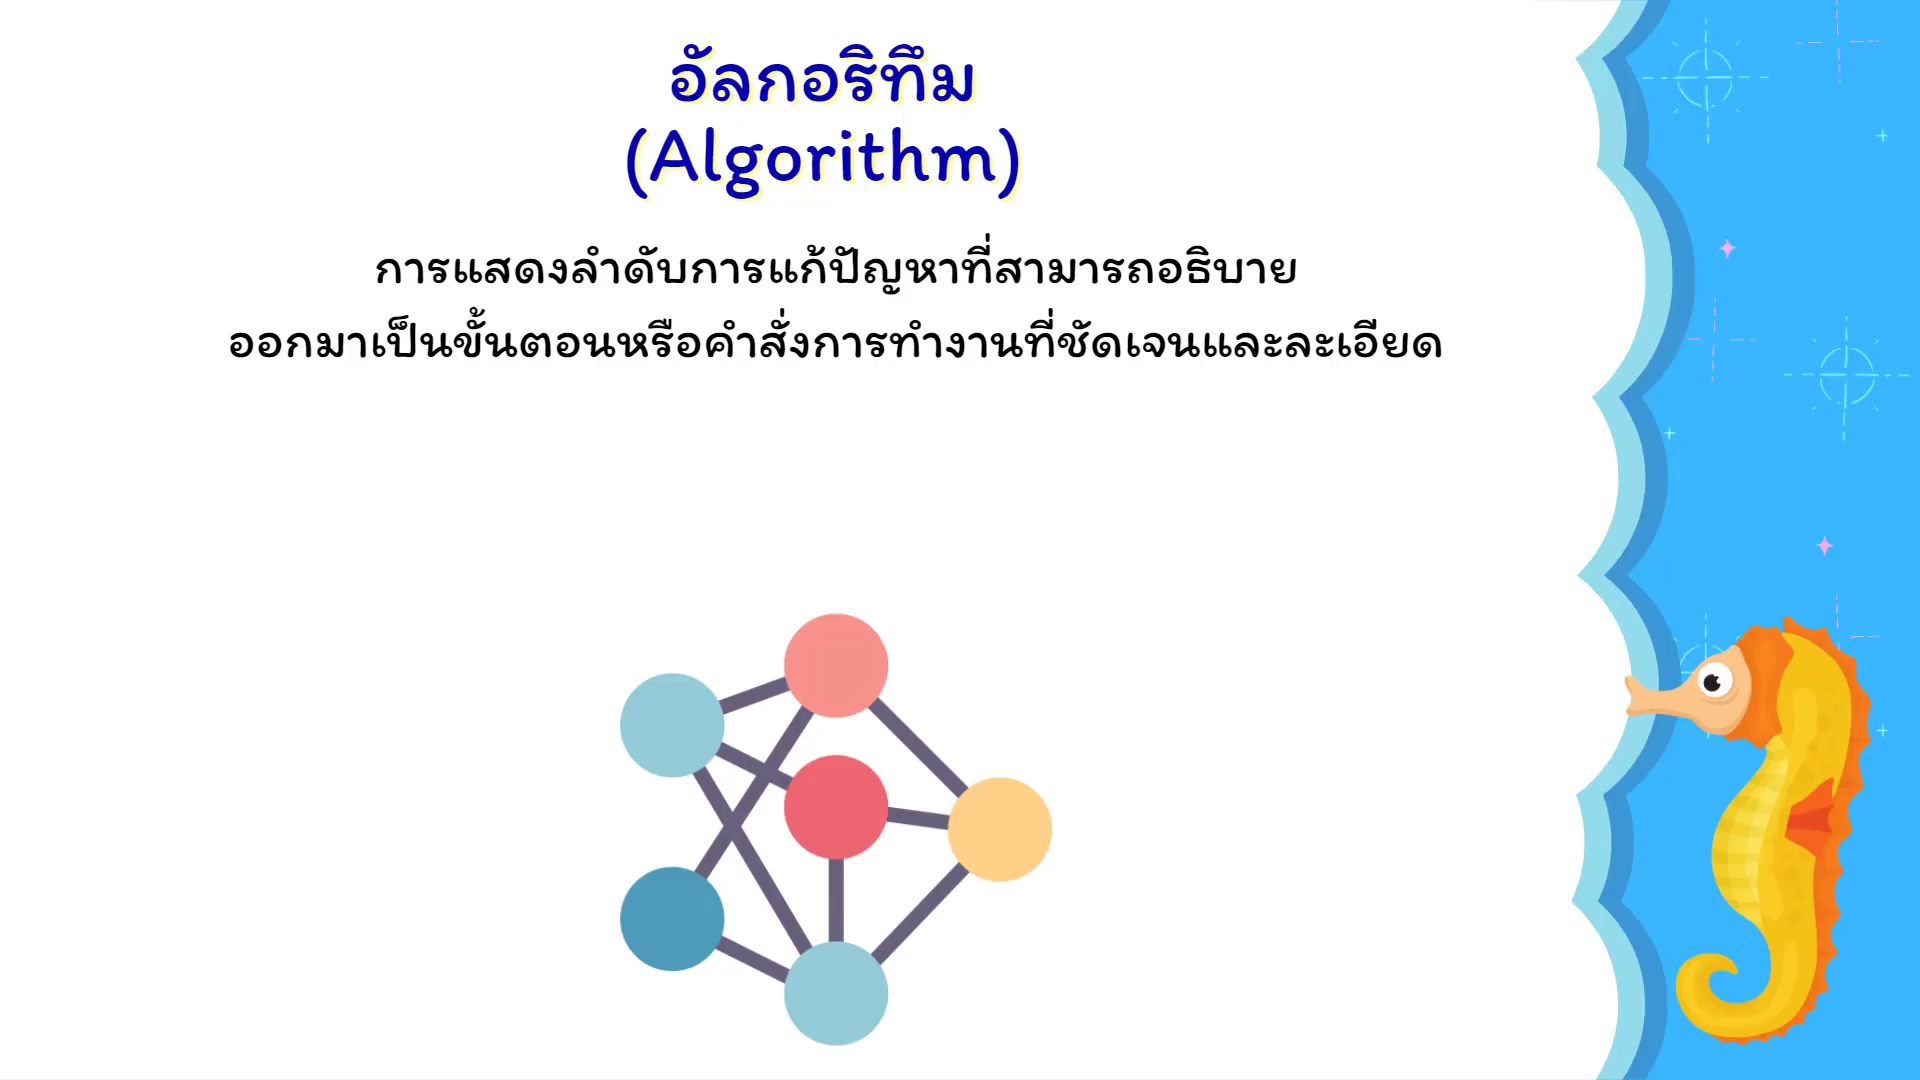 อัลกอริทึม
(Algorithm)
การแสดงลำดับการแก้ปัญหาที่สามารถอธิบาย
ออกมาเป็นขั้นตอนหรือคำสั่งการทำงานที่ชัดเจนและละเอียด